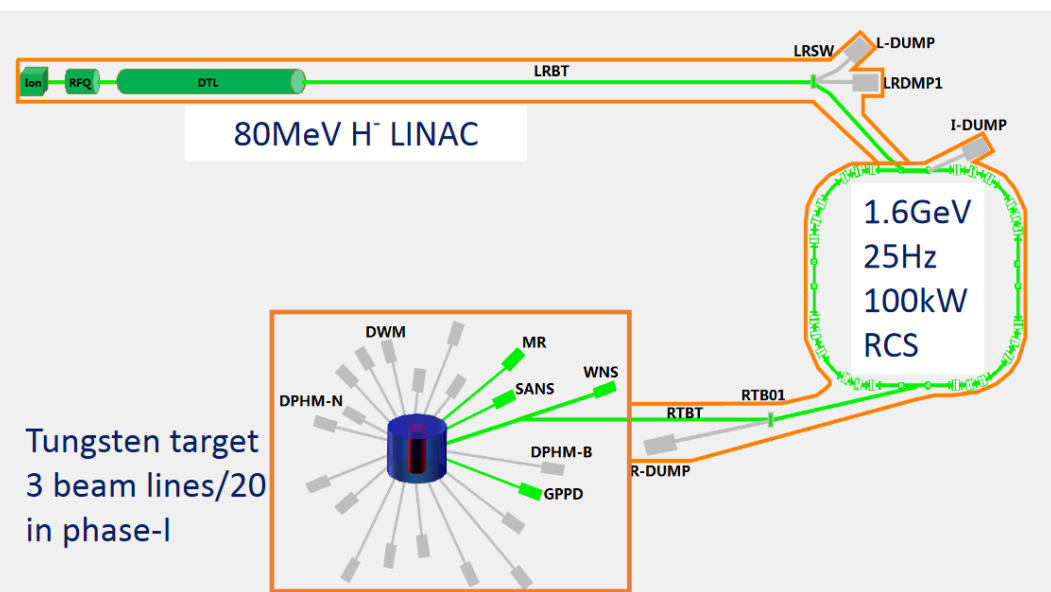 LRSW
L-DUMP
Ion
RFQ
DTL
LRBT
LRDMP1
80MeV H⁻ LINAC
I-DUMP
1.6GeV
25Hz
100kW
RCS
DWM
MR
WNS
SANS
DPHM-N
RTB01
RTBT
DPHM-B
R-DUMP
GPPD
Tungsten target
3 beam lines/20
in phase-I